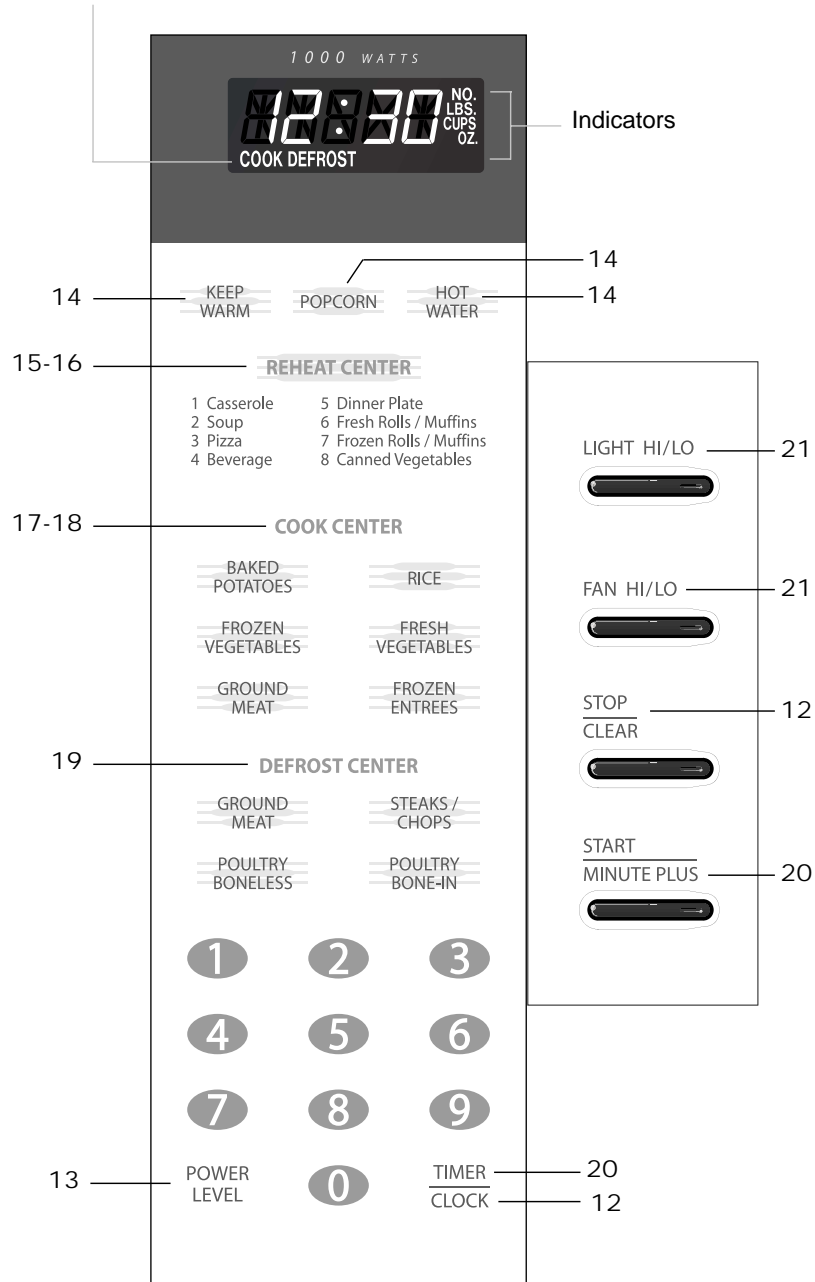 1000 WATTS
12:30
NO.
LBS.
CUPS
OZ.
COOK DEFROST
Indicators
14
KEEP
WARM
POPCORN
14
HOT
WATER
14
15-16
REHEAT CENTER
1 Casserole
2 Soup
3 Pizza
4 Beverage
5 Dinner Plate
6 Fresh Rolls / Muffins
7 Frozen Rolls / Muffins
8 Canned Vegetables
17-18
COOK CENTER
BAKED
POTATOES
RICE
FROZEN
VEGETABLES
FRESH
VEGETABLES
GROUND
MEAT
FROZEN
ENTREES
19
DEFROST CENTER
GROUND
MEAT
STEAKS /
CHOPS
POULTRY
BONELESS
POULTRY
BONE-IN
1 2 3
4 5 6
7 8 9
13
POWER
LEVEL
0
TIMER
20
CLOCK
12
LIGHT HI/LO
21
FAN HI/LO
21
STOP
12
CLEAR
START
MINUTE PLUS
20